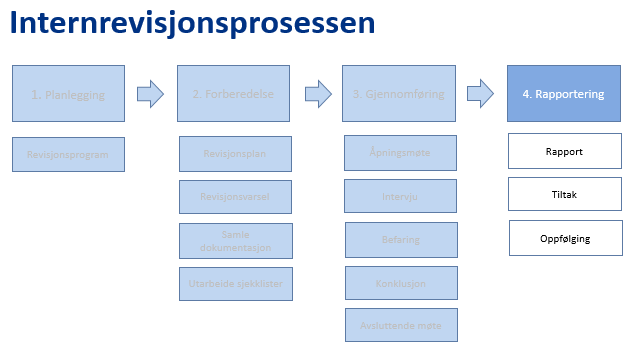 Internrevisjonsprosessen
1. Planlegging
2. Forberedelse
3. Gjennomføring
4. Rapportering
Revisjonsprogram
Revisjonsplan
Revisjonsvarsel
Samle
dokumentasjon
Utarbeide sjekklister
Åpningsmøte
Intervju
Befaring
Konklusjon
Avsluttende møte
Rapport
Tiltak
Oppfølging